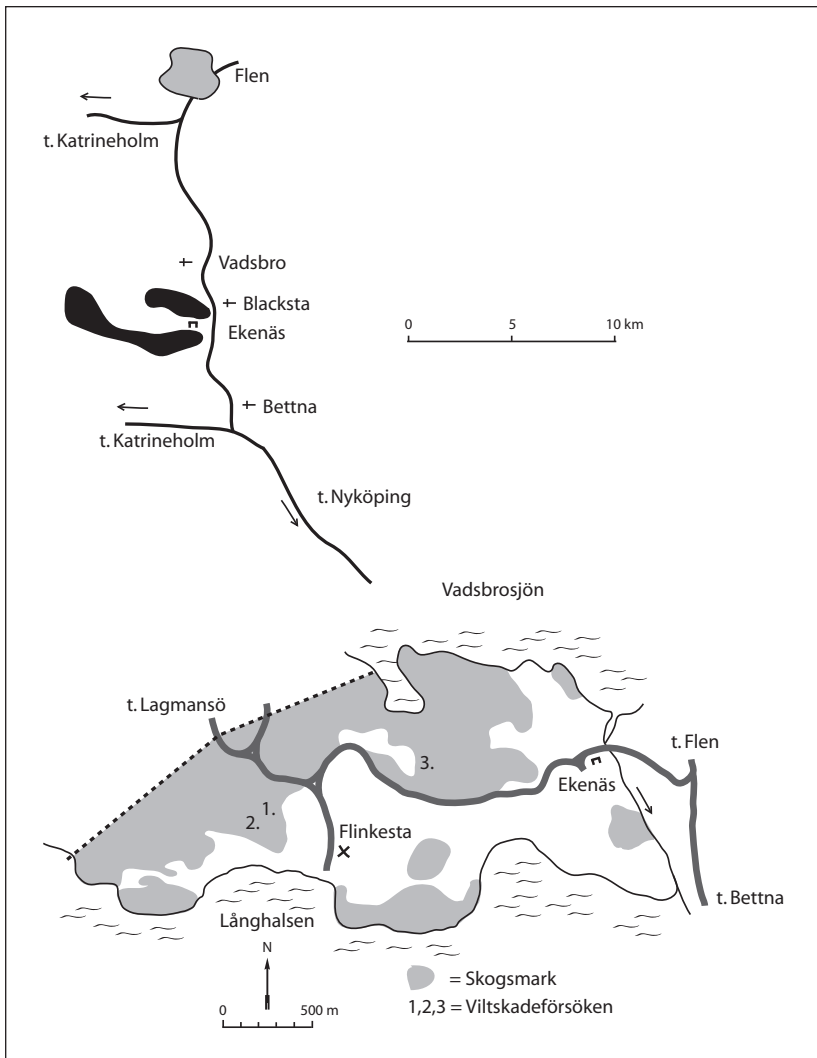 Flen
t. Katrineholm
Vadsbro
Blacksta
Ekenäs
0 5 10 km
Bettna
t. Katrineholm
t. Nyköping
Vadsbrosjön
t. Lagmansö
t. Flen
3.
Ekenäs
1.
2.
Flinkesta
t. Bettna
Långhalsen
N
= Skogsmark
0 500 m
1,2,3 = Viltskadeförsöken